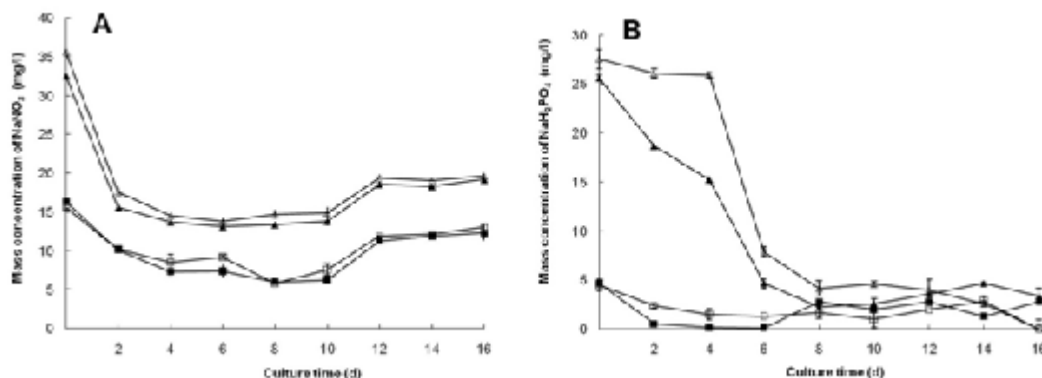 A
Mass concentration of NaNO3 (mg/l)
40
35
30
25
20
15
10
5
0
2 4 6 8 10 12 14 16
Culture time (d)
B
Mass concentration of NaH2PO4 (mg/l)
30
25
20
15
10
5
0
2 4 6 8 10 12 14 16
Culture time (d)